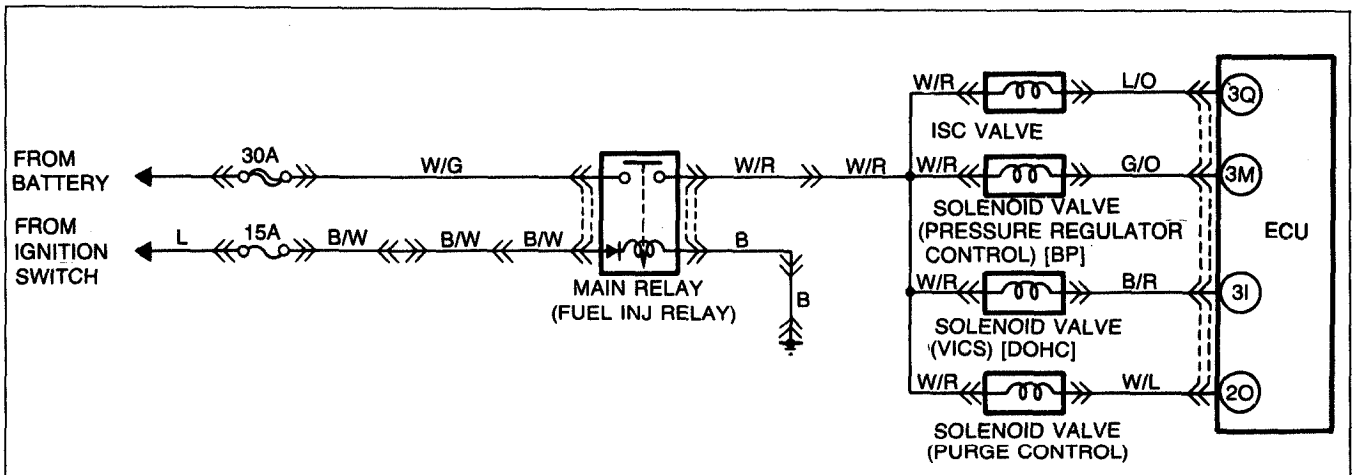 W/R
L/O
3Q
ISC VALVE
FROM
BATTERY
30A
W/G
W/R
W/R
W/R
G/O
3M
SOLENOID VALVE
(PRESSURE REGULATOR
CONTROL) [BP]
ECU
FROM
IGNITION
SWITCH
L
15A
B/W
B/W
B/W
B
B
MAIN RELAY
(FUEL INJ RELAY)
W/R
B/R
3I
SOLENOID VALVE
(VICS) [DOHC]
W/R
W/L
2O
SOLENOID VALVE
(PURGE CONTROL)